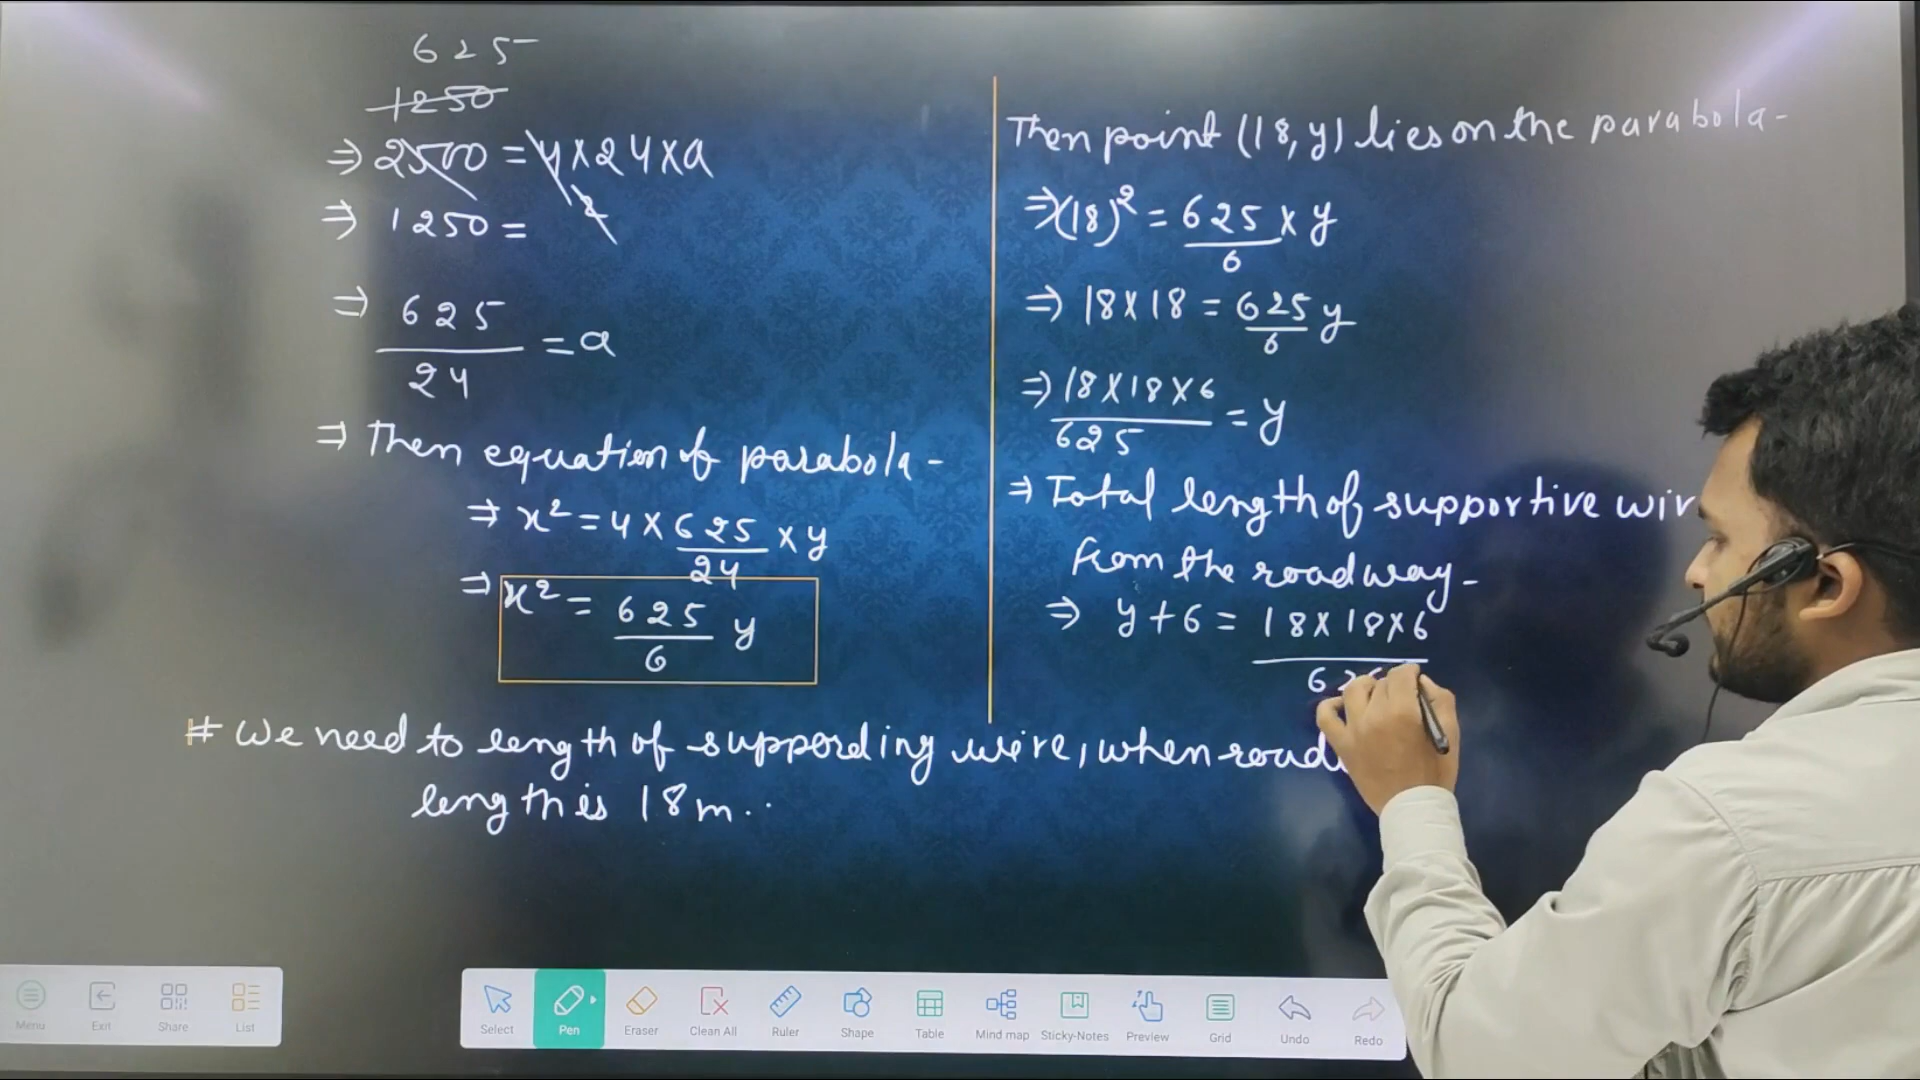 625
1250
⇒ 2500 = 4×24×a
⇒ 1250 =
⇒ 625/24 = a
⇒ Then equation of parabola -
⇒ x² = 4 × 625/24 × y
⇒ x² = 625/6 y
# We need to length of suppording wire, when
length is 18m.
Then point (18, y) lies on the parabola -
⇒ (18)² = 625/6 × y
⇒ 18×18 = 625/6 y
⇒ 18×18×6/625 = y
⇒ Total length of supportive
from the roadway -
⇒ y+6 = 18×18×6
Menu Exit Share List
Select Pen Eraser Clean All Ruler Shape Table Mind map Sticky-Notes Preview Grid Undo Redo